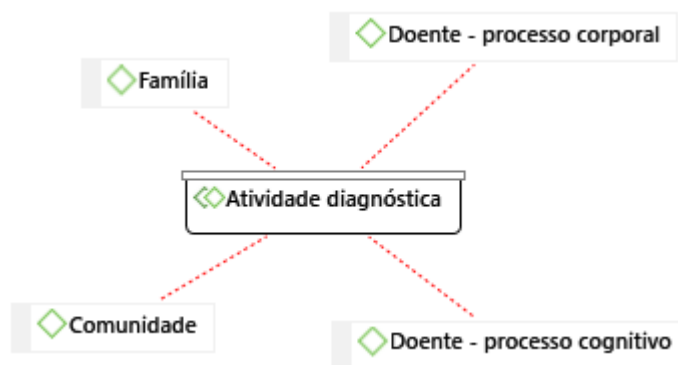 Doente - processo corporal
Família
Atividade diagnóstica
Comunidade
Doente - processo cognitivo